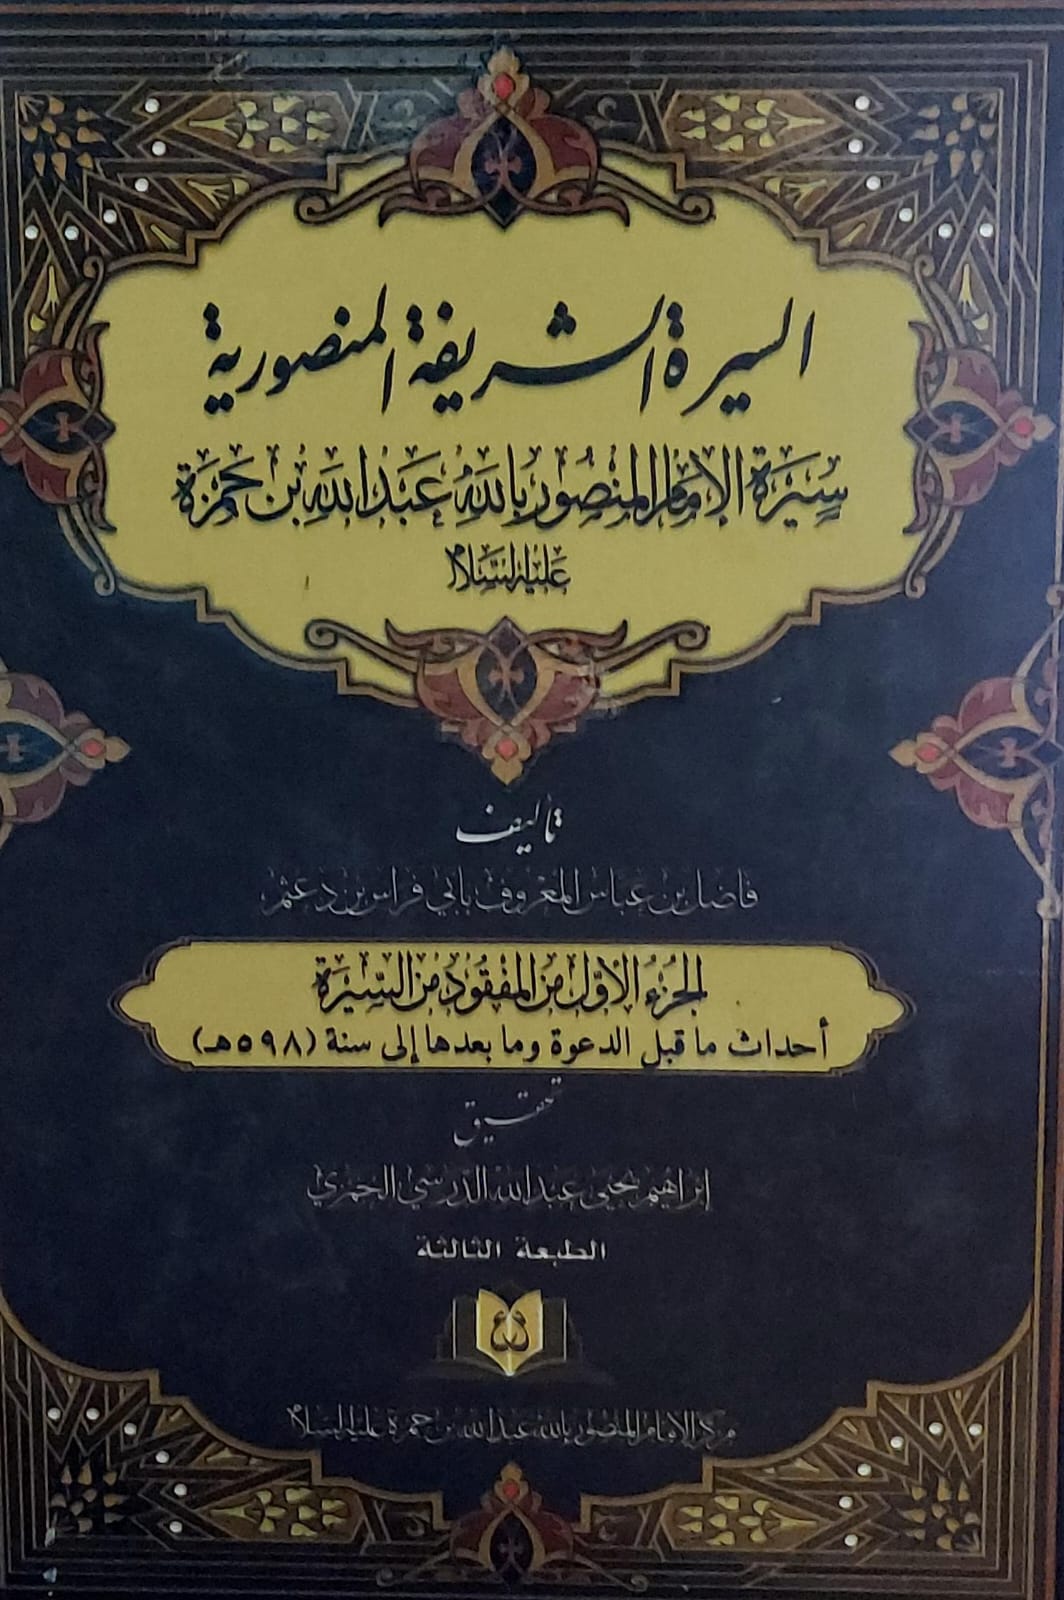 السيرة الشريفة المنصورية
سيرة الإمام المنصور بالله عبدالله بن حمزة
عليه السلام
تأليف
فاضل بن عباس المعروف بأبي فراس بن دعثم
الجزء الأول من المفقود من السيرة
أحداث ما قبل الدعوة وما بعدها إلى سنة (٥٩٨هـ)
تحقيق
إبراهيم يحيى عبدالله الدرسي الحمزي
الطبعة الثالثة
مركز الإمام المنصور بالله عبدالله بن حمزة عليه السلام